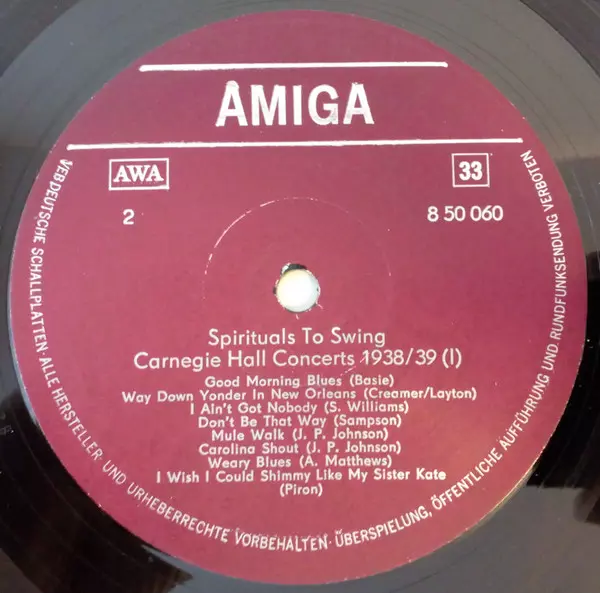 AMIGA
AWA
33
2
8 50 060
Spirituals To Swing
Carnegie Hall Concerts 1938/39 (I)
Good Morning Blues (Basie)
Way Down Yonder In New Orleans (Creamer/Layton)
I Ain't Got Nobody (S. Williams)
Don't Be That Way (Sampson)
Mule Walk (J. P. Johnson)
Carolina Shout (J. P. Johnson)
Weary Blues (A. Matthews)
I Wish I Could Shimmy Like My Sister Kate
(Piron)
VEB DEUTSCHE SCHALLPLATTEN · ALLE HERSTELLER UND URHEBERRECHTE VORBEHALTEN · ÜBERSPIELUNG, ÖFFENTLICHE AUFFÜHRUNG UND RUNDFUNKSENDUNG VERBOTEN